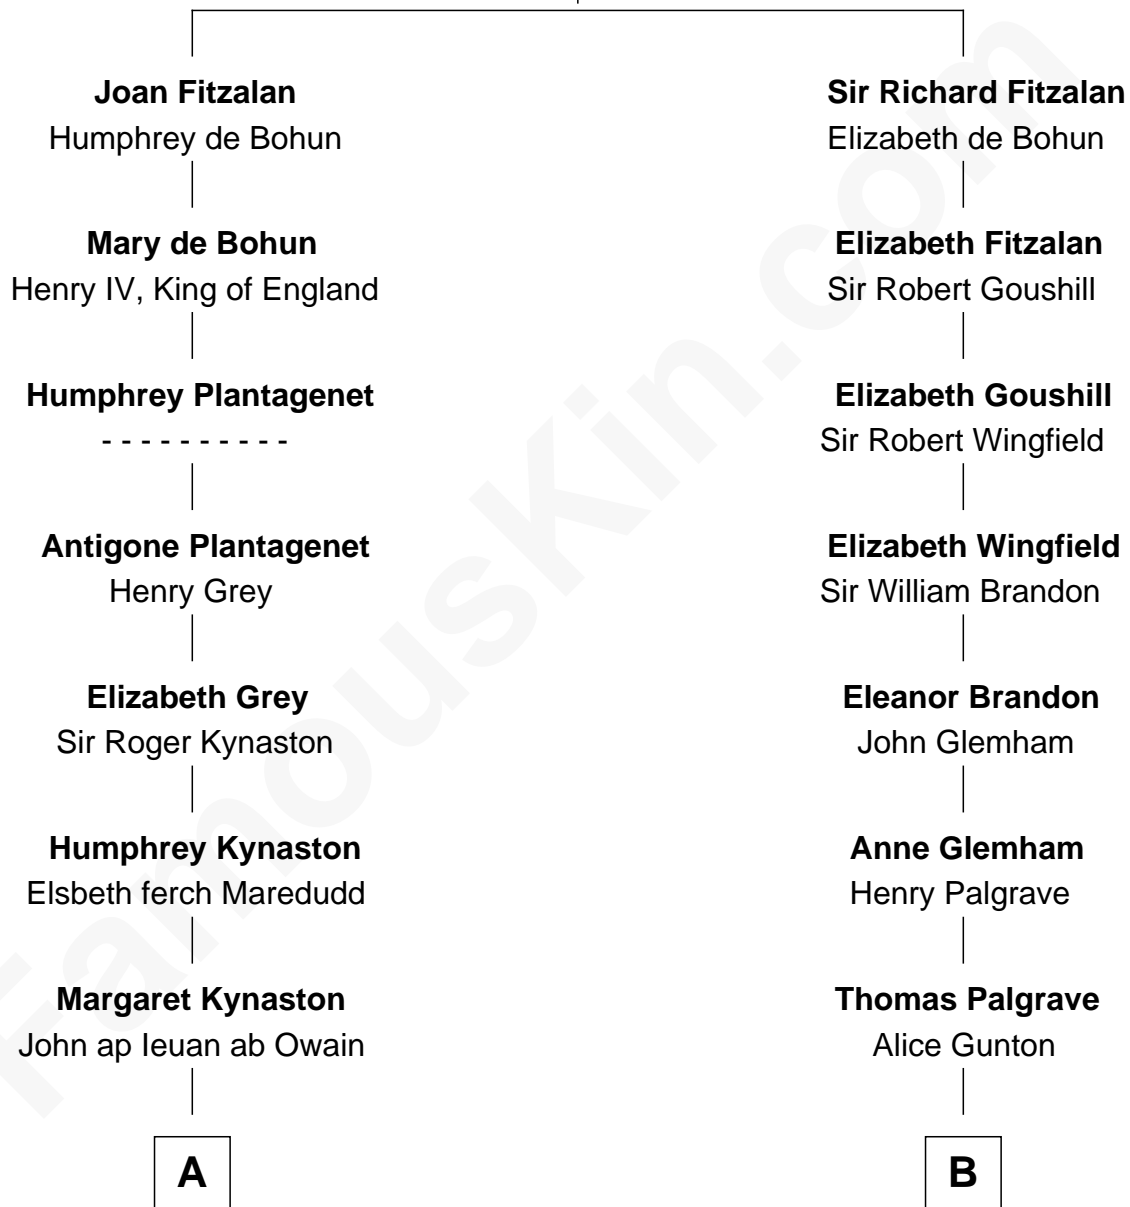 Joan Fitzalan
Humphrey de Bohun
Mary de Bohun
Henry IV, King of England
Humphrey Plantagenet
- - - - - - - - - -
Antigone Plantagenet
Henry Grey
Elizabeth Grey
Sir Roger Kynaston
Humphrey Kynaston
Elsbeth ferch Maredudd
Margaret Kynaston
John ap Ieuan ab Owain
A
Sir Richard Fitzalan
Elizabeth de Bohun
Elizabeth Fitzalan
Sir Robert Goushill
Elizabeth Goushill
Sir Robert Wingfield
Elizabeth Wingfield
Sir William Brandon
Eleanor Brandon
John Glemham
Anne Glemham
Henry Palgrave
Thomas Palgrave
Alice Gunton
B
FamousKin.com